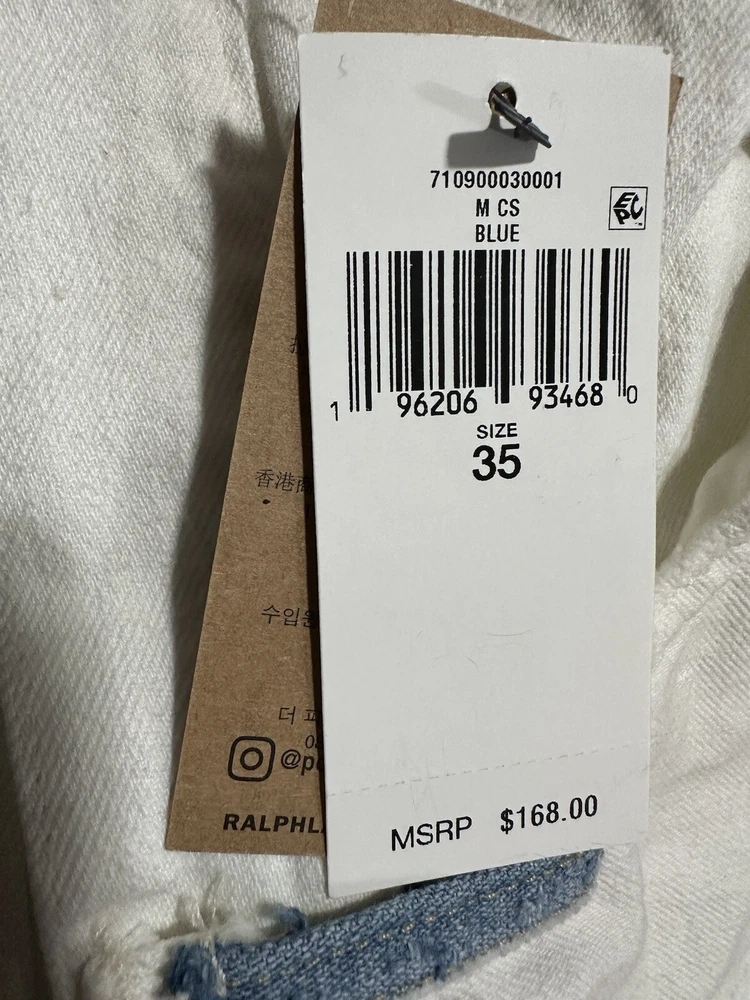 710900030001
M CS
BLUE
EPC
1 96206 93468 0
SIZE
35
MSRP $168.00
香港
수입원
더
@p
RALPHL